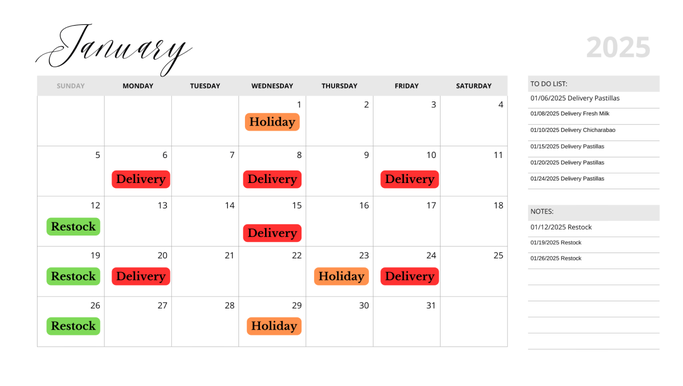 January
2025
SUNDAY MONDAY TUESDAY WEDNESDAY THURSDAY FRIDAY SATURDAY
1 2 3 4
Holiday
5 6 7 8 9 10 11
Delivery Delivery Delivery
12 13 14 15 16 17 18
Restock Delivery
19 20 21 22 23 24 25
Restock Delivery Holiday Delivery
26 27 28 29 30 31
Restock Holiday
TO DO LIST:
01/06/2025 Delivery Pastillas
01/08/2025 Delivery Fresh Milk
01/10/2025 Delivery Chicharabao
01/15/2025 Delivery Pastillas
01/20/2025 Delivery Pastillas
01/24/2025 Delivery Pastillas
NOTES:
01/12/2025 Restock
01/19/2025 Restock
01/26/2025 Restock